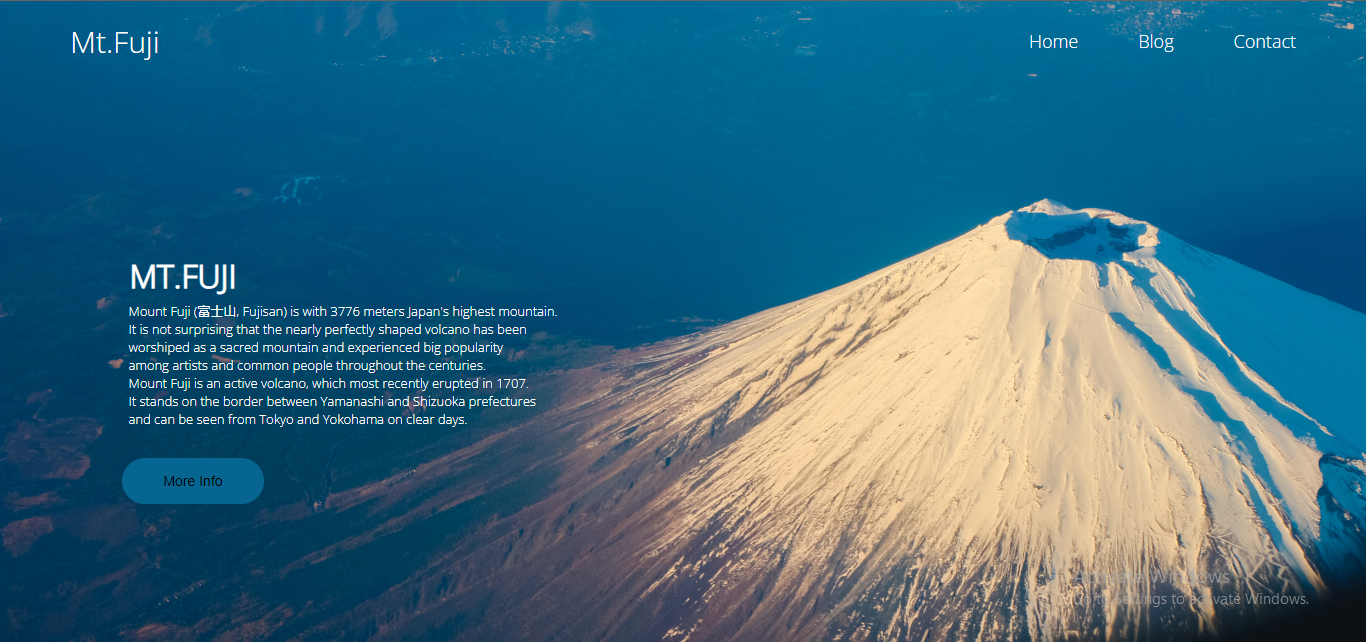 Mt.Fuji
Home
Blog
Contact
MT.FUJI
Mount Fuji (富士山, Fujisan) is with 3776 meters Japan's highest mountain.
It is not surprising that the nearly perfectly shaped volcano has been
worshiped as a sacred mountain and experienced big popularity
among artists and common people throughout the centuries.
Mount Fuji is an active volcano, which most recently erupted in 1707.
It stands on the border between Yamanashi and Shizuoka prefectures
and can be seen from Tokyo and Yokohama on clear days.
More Info
Windows
to activate Windows.